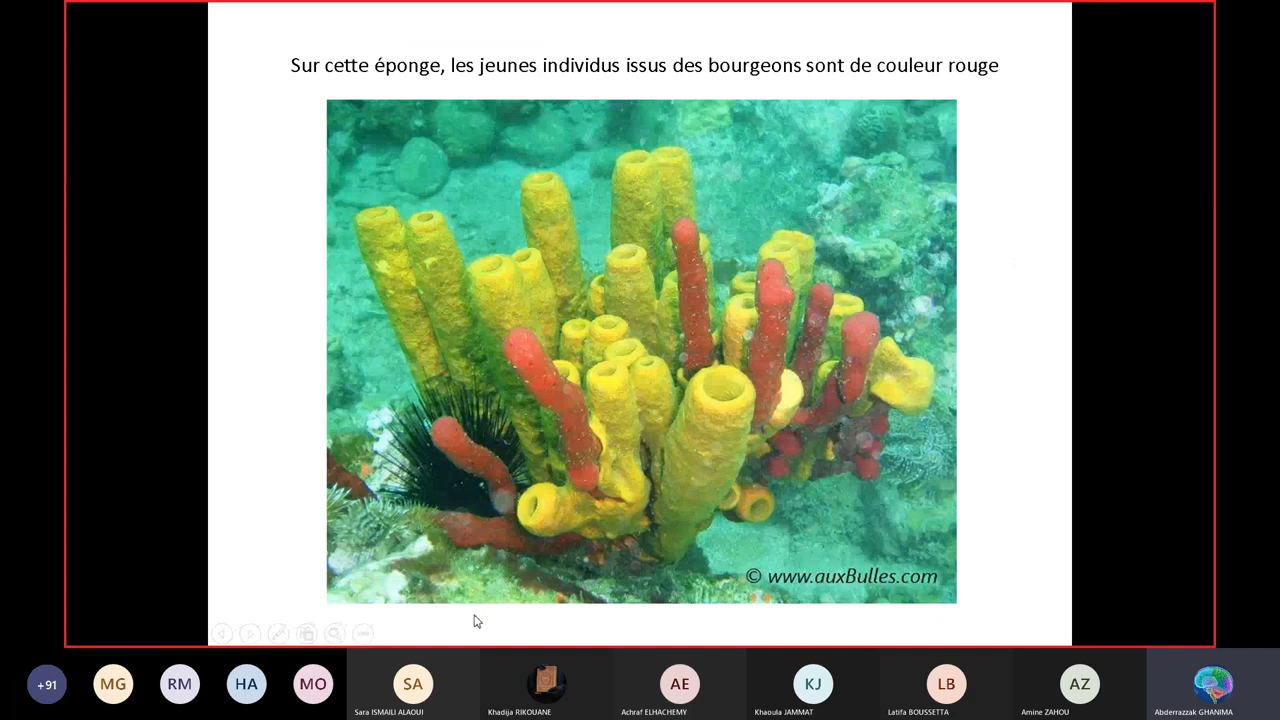 Sur cette éponge, les jeunes individus issus des bourgeons sont de couleur rouge
© www.auxBulles.com
+91
MG
RM
HA
MO
SA
AE
KJ
LB
AZ
Sara ISMAILI ALAOUI
Khadija RIKOUANE
Achraf ELHACHEMY
Khaoula JAMMAT
Latifa BOUSSETTA
Amine ZAHOU
Abderrazzak GHANIMA